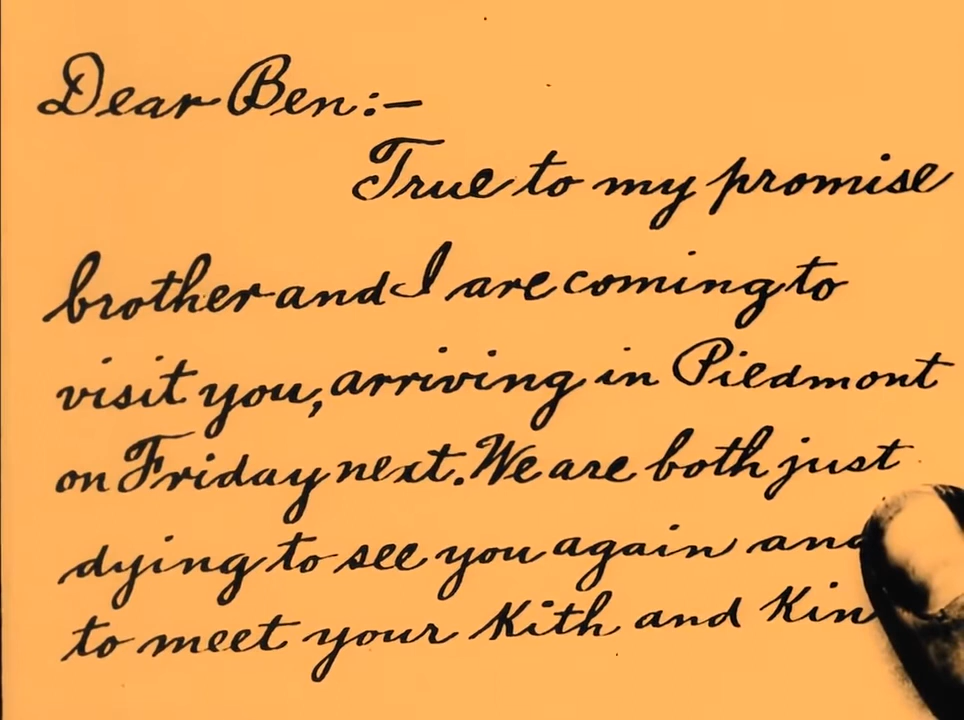 Dear Ben:—
True to my promise
brother and I are coming to
visit you, arriving in Piedmont
on Friday next. We are both just
dying to see you again and
to meet your Kith and Kin